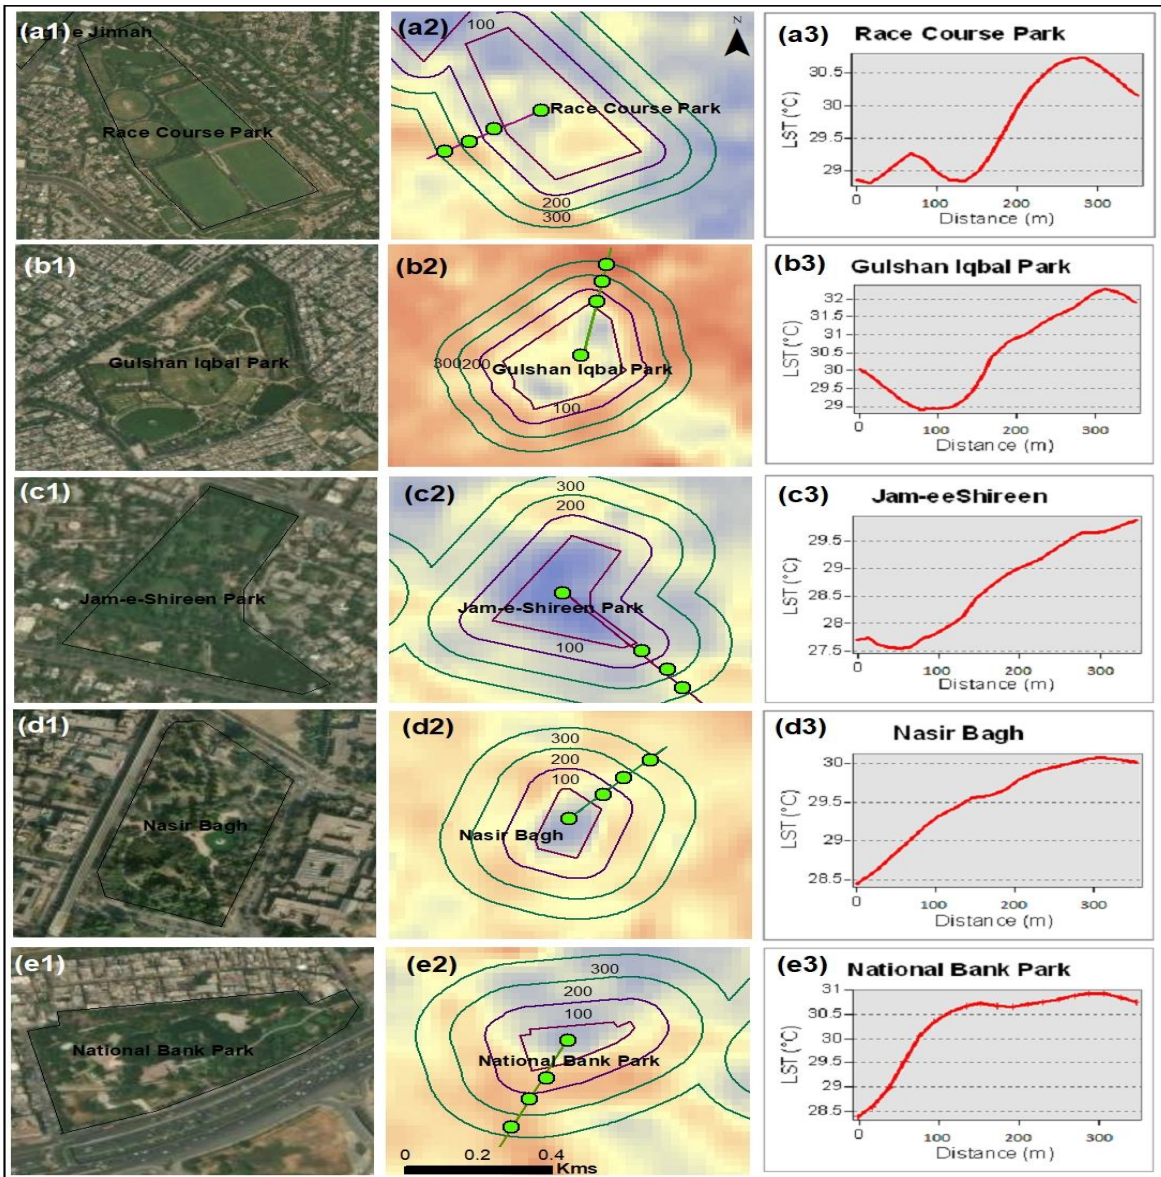 (a1)
e Jinnah
Race Course Park
(a2)
100
N
Race Course Park
200
300
(a3)
Race Course Park
LST (°C)
30.5
30
29.5
29
0 100 200 300
Distance (m)
(b1)
Gulshan Iqbal Park
(b2)
300 200
Gulshan Iqbal Park
100
(b3)
Gulshan Iqbal Park
LST (°C)
32
31.5
31
30.5
30
29.5
29
0 100 200 300
Distance (m)
(c1)
Jam-e-Shireen Park
(c2)
300
200
Jam-e-Shireen Park
100
(c3)
Jam-eeShireen
LST (°C)
29.5
29
28.5
28
27.5
0 100 200 300
Distance (m)
(d1)
Nasir Bagh
(d2)
300
200
100
Nasir Bagh
(d3)
Nasir Bagh
LST (°C)
30
29.5
29
28.5
0 100 200 300
Distance (m)
(e1)
National Bank Park
(e2)
300
200
100
National Bank Park
0 0.2 0.4
Kms
(e3)
National Bank Park
LST (°C)
31
30.5
30
29.5
29
28.5
0 100 200 300
Distance (m)